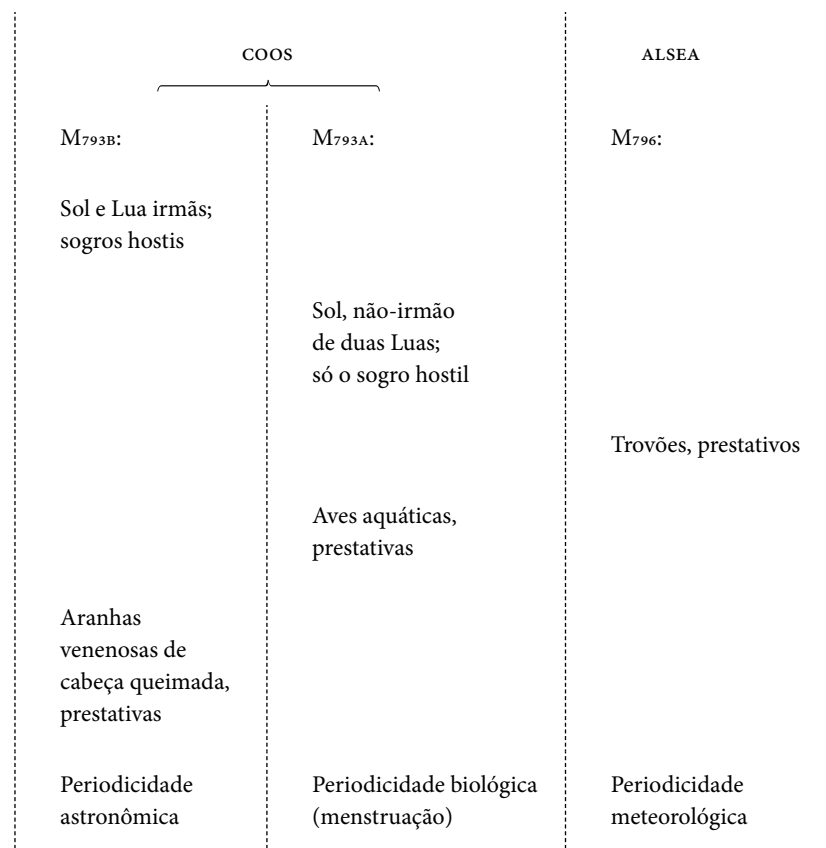 COOS
ALSEA
M793B:
M793A:
M796:
Sol e Lua irmãs;
sogros hostis
Sol, não-irmão
de duas Luas;
só o sogro hostil
Trovões, prestativos
Aves aquáticas,
prestativas
Aranhas
venenosas de
cabeça queimada,
prestativas
Periodicidade
astronômica
Periodicidade biológica
(menstruação)
Periodicidade
meteorológica